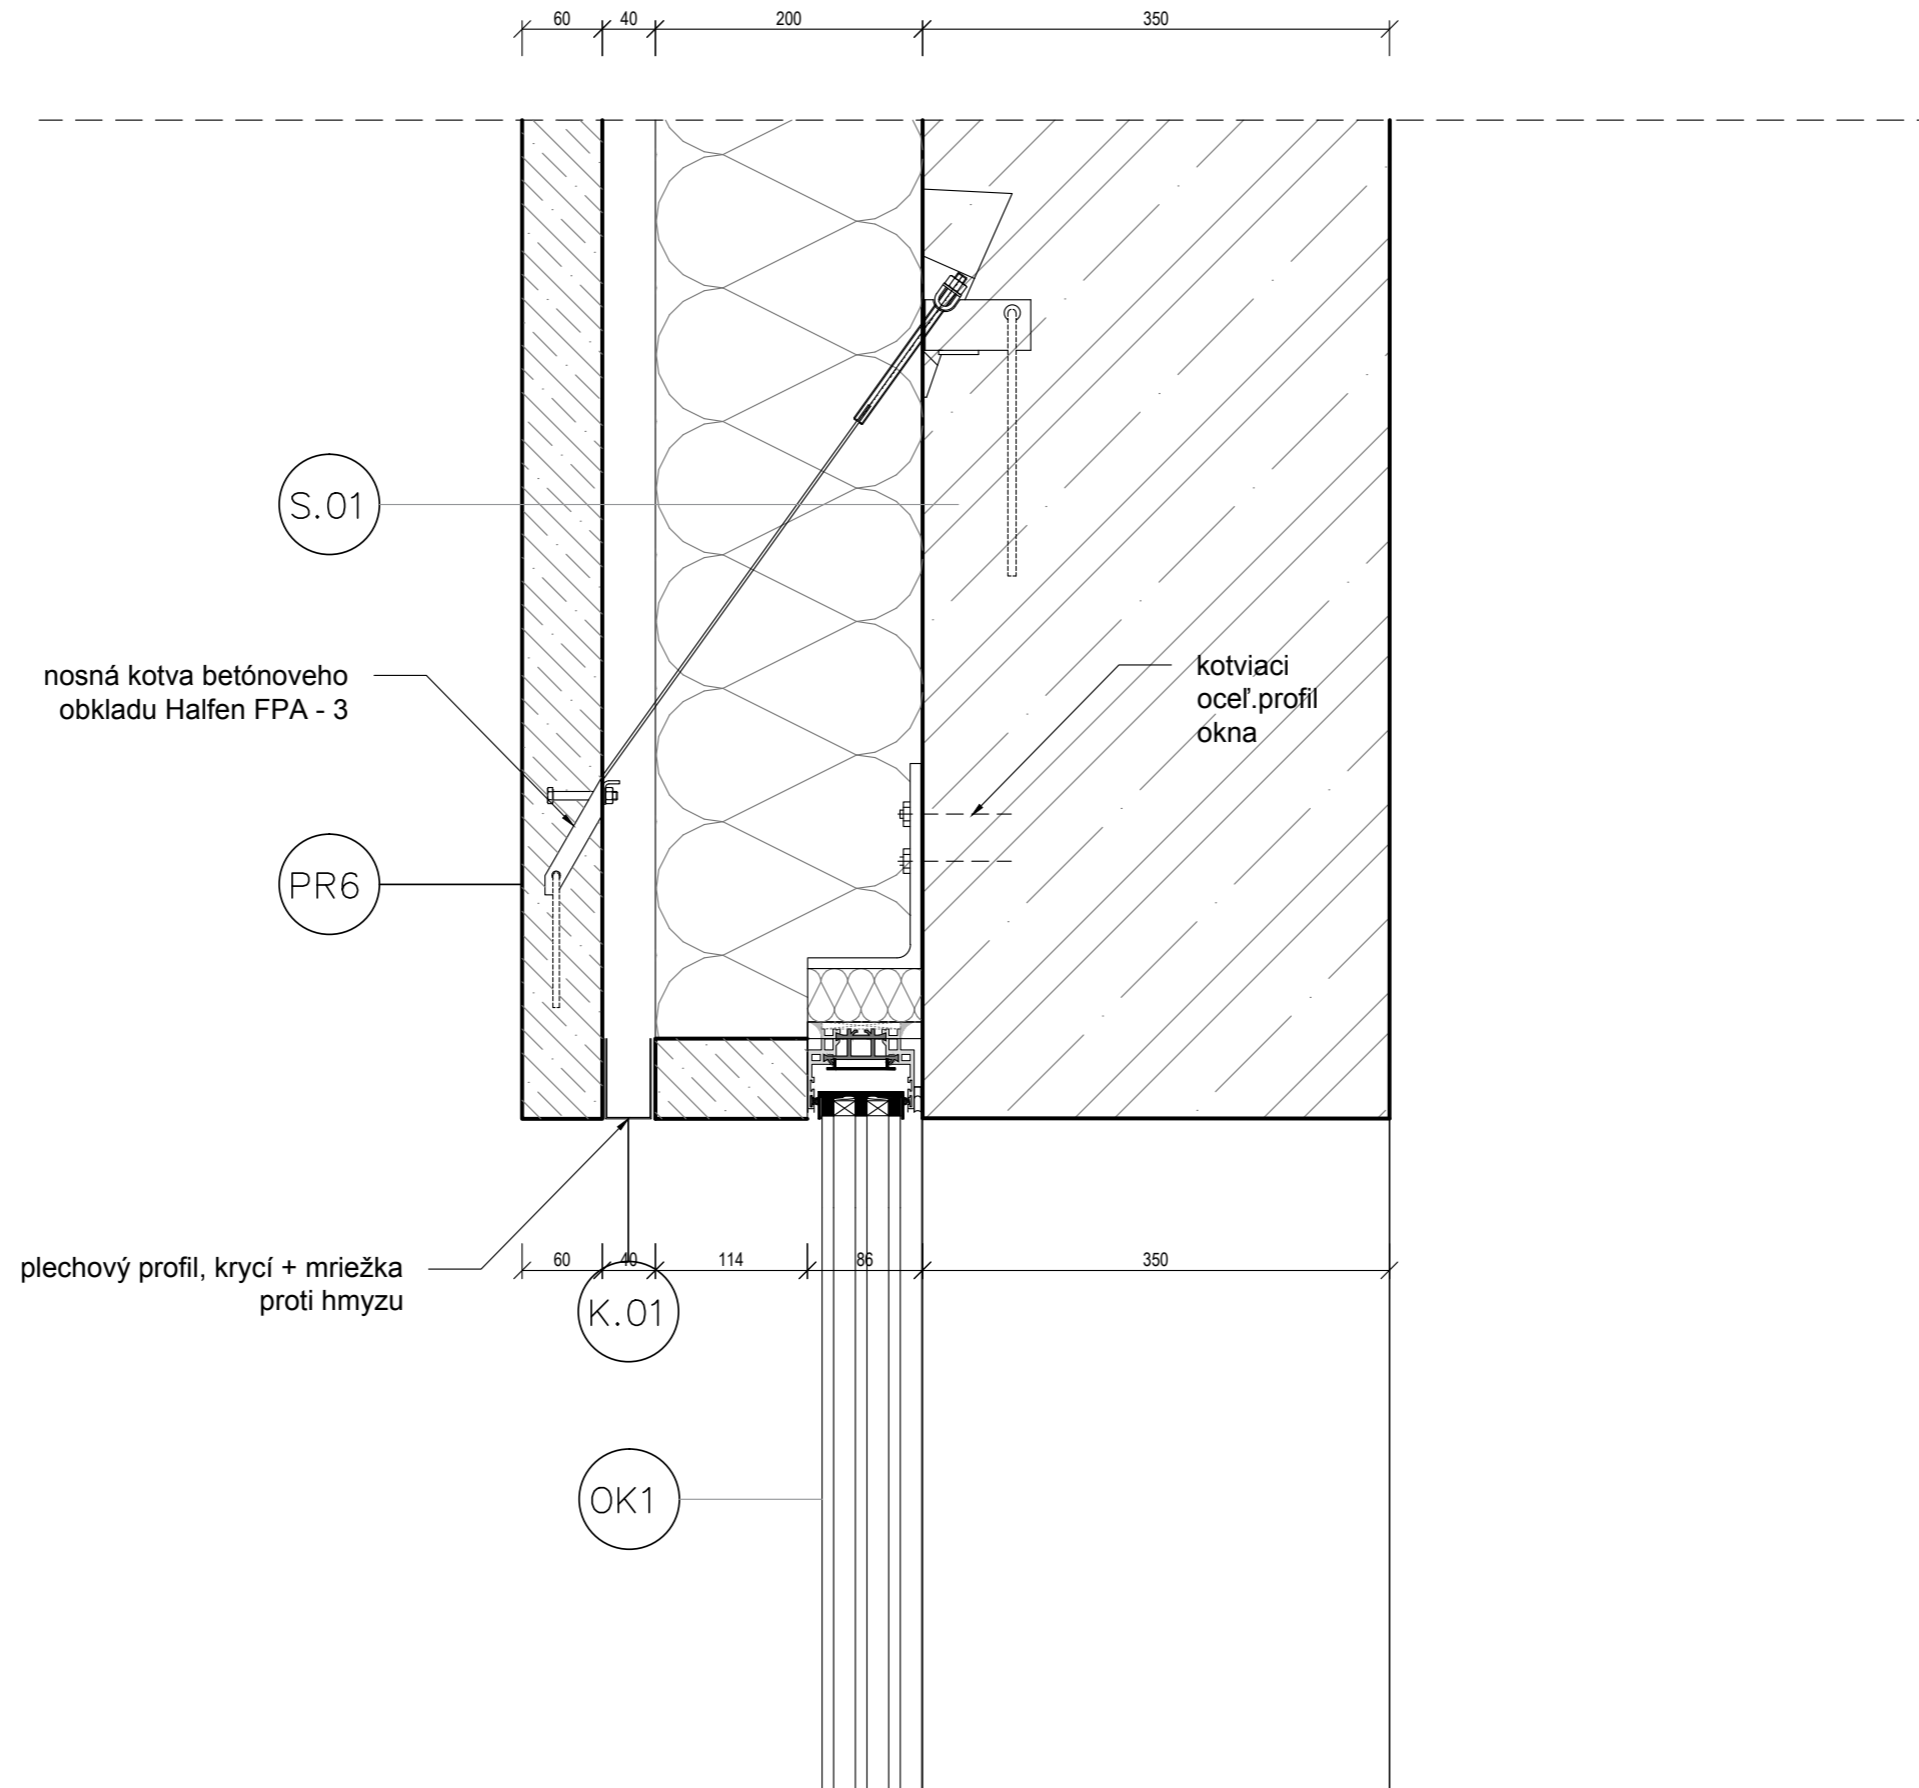 60 40 200 350
S.01
nosná kotva betónoveho
obkladu Halfen FPA - 3
kotviaci
oceľ.profil
okna
PR6
plechový profil, krycí + mriežka
proti hmyzu
60 40 114 86 350
K.01
OK1